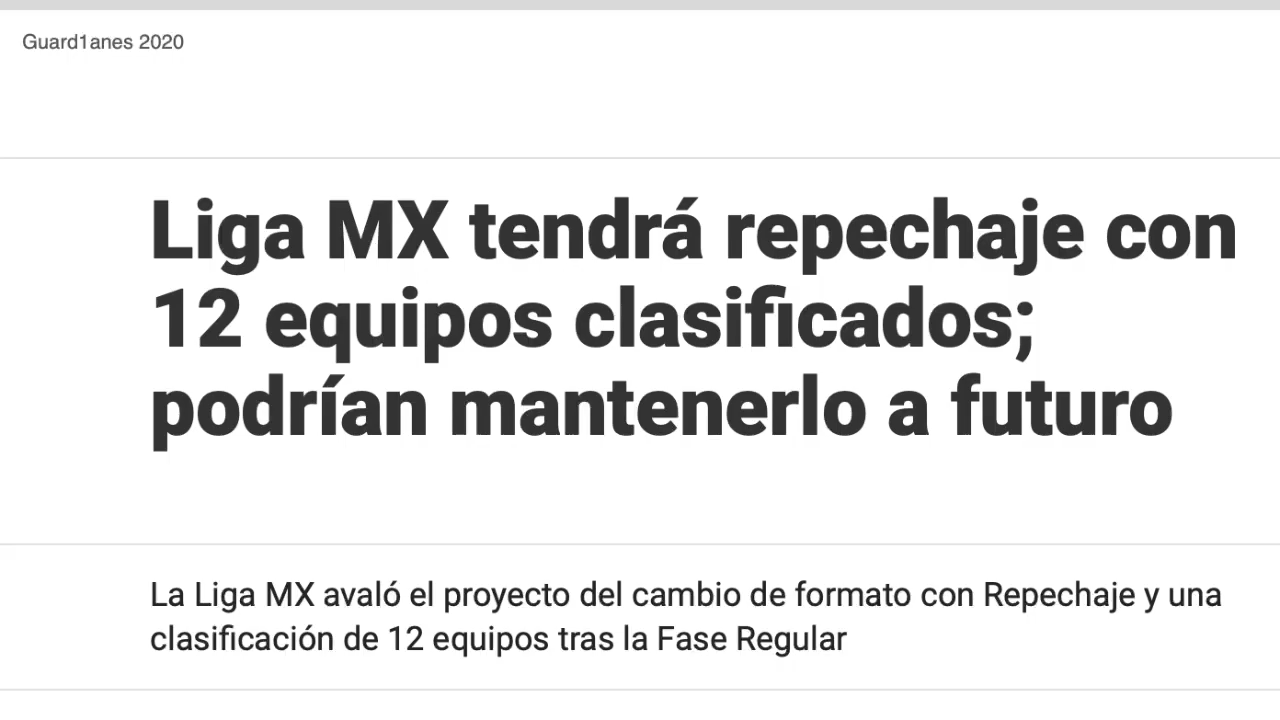 Guard1anes 2020
Liga MX tendrá repechaje con
12 equipos clasificados;
podrían mantenerlo a futuro
La Liga MX avaló el proyecto del cambio de formato con Repechaje y una
clasificación de 12 equipos tras la Fase Regular